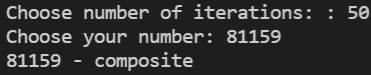 Choose number of iterations: : 50
Choose your number: 81159
81159 - composite